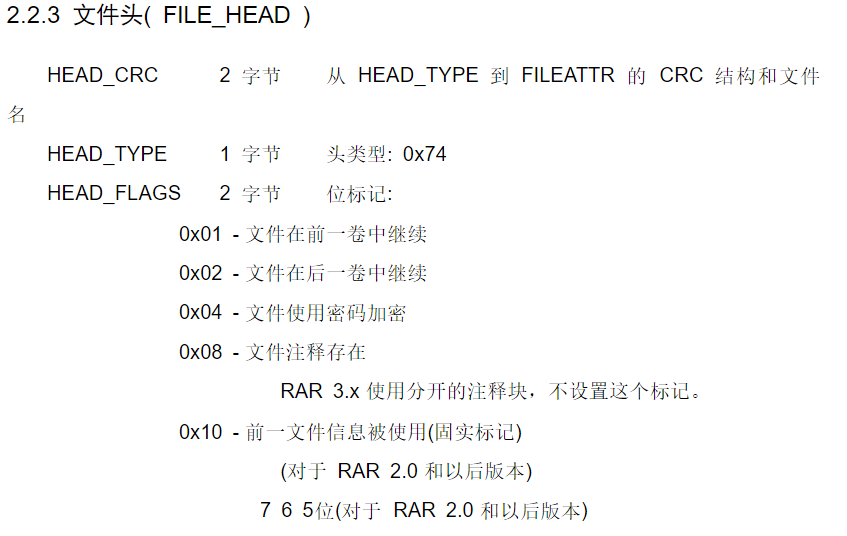 2.2.3 文件头( FILE_HEAD )
HEAD_CRC 2 字节 从 HEAD_TYPE 到 FILEATTR 的 CRC 结构和文件
名
HEAD_TYPE 1 字节 头类型: 0x74
HEAD_FLAGS 2 字节 位标记:
0x01 - 文件在前一卷中继续
0x02 - 文件在后一卷中继续
0x04 - 文件使用密码加密
0x08 - 文件注释存在
RAR 3.x 使用分开的注释块，不设置这个标记。
0x10 - 前一文件信息被使用(固实标记)
(对于 RAR 2.0 和以后版本)
7 6 5位(对于 RAR 2.0 和以后版本)